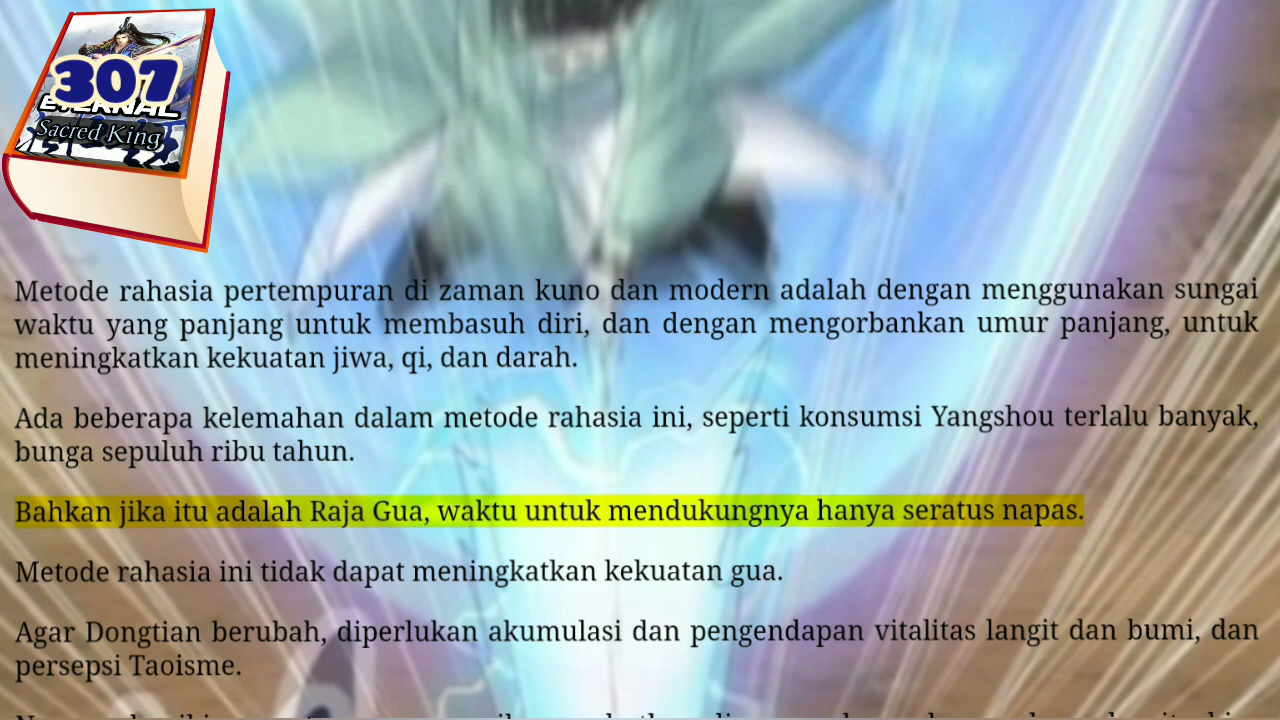 307
ETERNAL
Sacred King
Metode rahasia pertempuran di zaman kuno dan modern adalah dengan menggunakan sungai
waktu yang panjang untuk membasuh diri, dan dengan mengorbankan umur panjang, untuk
meningkatkan kekuatan jiwa, qi, dan darah.
Ada beberapa kelemahan dalam metode rahasia ini, seperti konsumsi Yangshou terlalu banyak,
bunga sepuluh ribu tahun.
Bahkan jika itu adalah Raja Gua, waktu untuk mendukungnya hanya seratus napas.
Metode rahasia ini tidak dapat meningkatkan kekuatan gua.
Agar Dongtian berubah, diperlukan akumulasi dan pengendapan vitalitas langit dan bumi, dan
persepsi Taoisme.